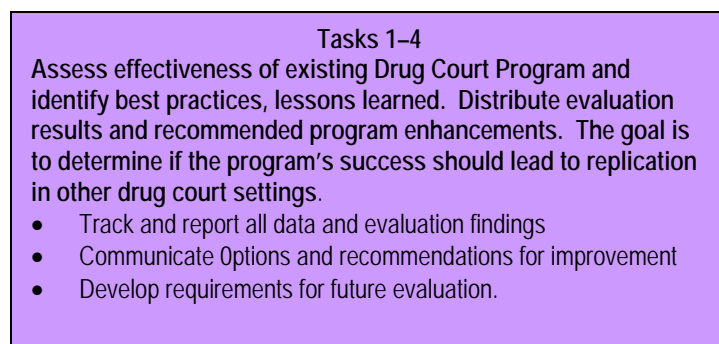 Tasks 1–4
Assess effectiveness of existing Drug Court Program and
identify best practices, lessons learned.  Distribute evaluation
results and recommended program enhancements.  The goal is
to determine if the program's success should lead to replication
in other drug court settings.
• Track and report all data and evaluation findings
• Communicate 0ptions and recommendations for improvement
• Develop requirements for future evaluation.